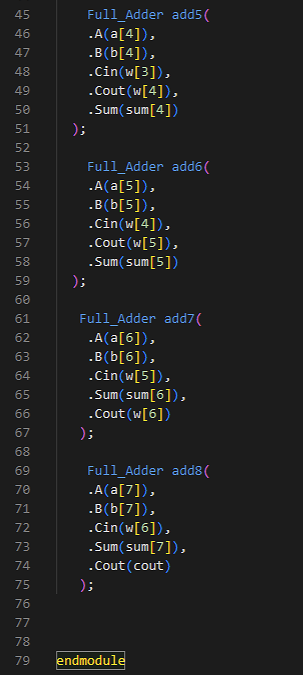 45 Full_Adder add5(
46 .A(a[4]),
47 .B(b[4]),
48 .Cin(w[3]),
49 .Cout(w[4]),
50 .Sum(sum[4])
51 );
52
53 Full_Adder add6(
54 .A(a[5]),
55 .B(b[5]),
56 .Cin(w[4]),
57 .Cout(w[5]),
58 .Sum(sum[5])
59 );
60
61 Full_Adder add7(
62 .A(a[6]),
63 .B(b[6]),
64 .Cin(w[5]),
65 .Sum(sum[6]),
66 .Cout(w[6])
67 );
68
69 Full_Adder add8(
70 .A(a[7]),
71 .B(b[7]),
72 .Cin(w[6]),
73 .Sum(sum[7]),
74 .Cout(cout)
75 );
76
77
78
79 endmodule